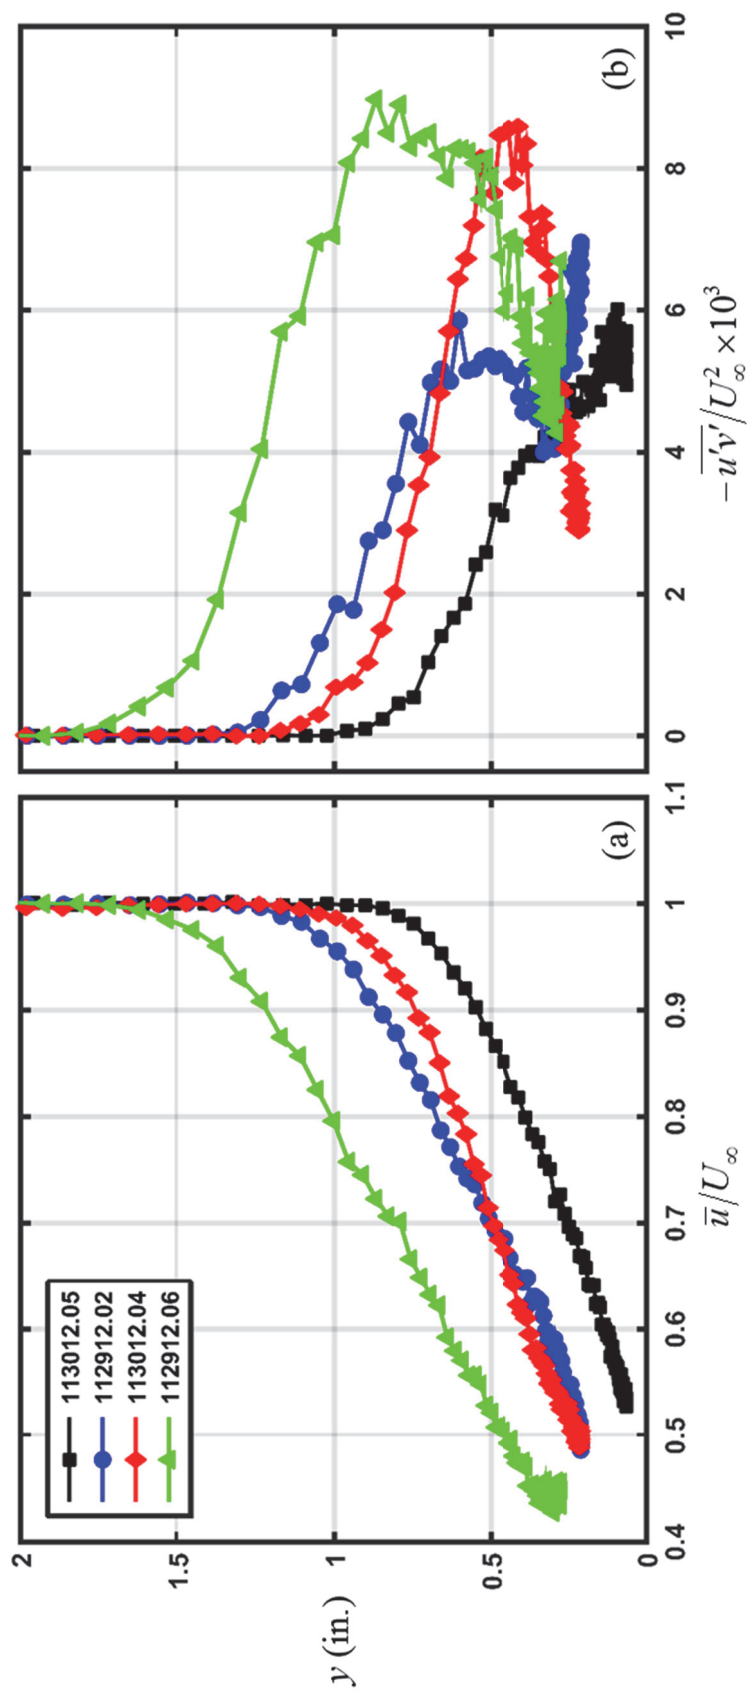 113012.05
112912.02
113012.04
112912.06
y (in.)
2
1.5
1
0.5
0
0.4 0.5 0.6 0.7 0.8 0.9 1 1.1
u̅/U∞
(a)
0 2 4 6 8 10
−u′v′̅/U∞² ×10³
(b)